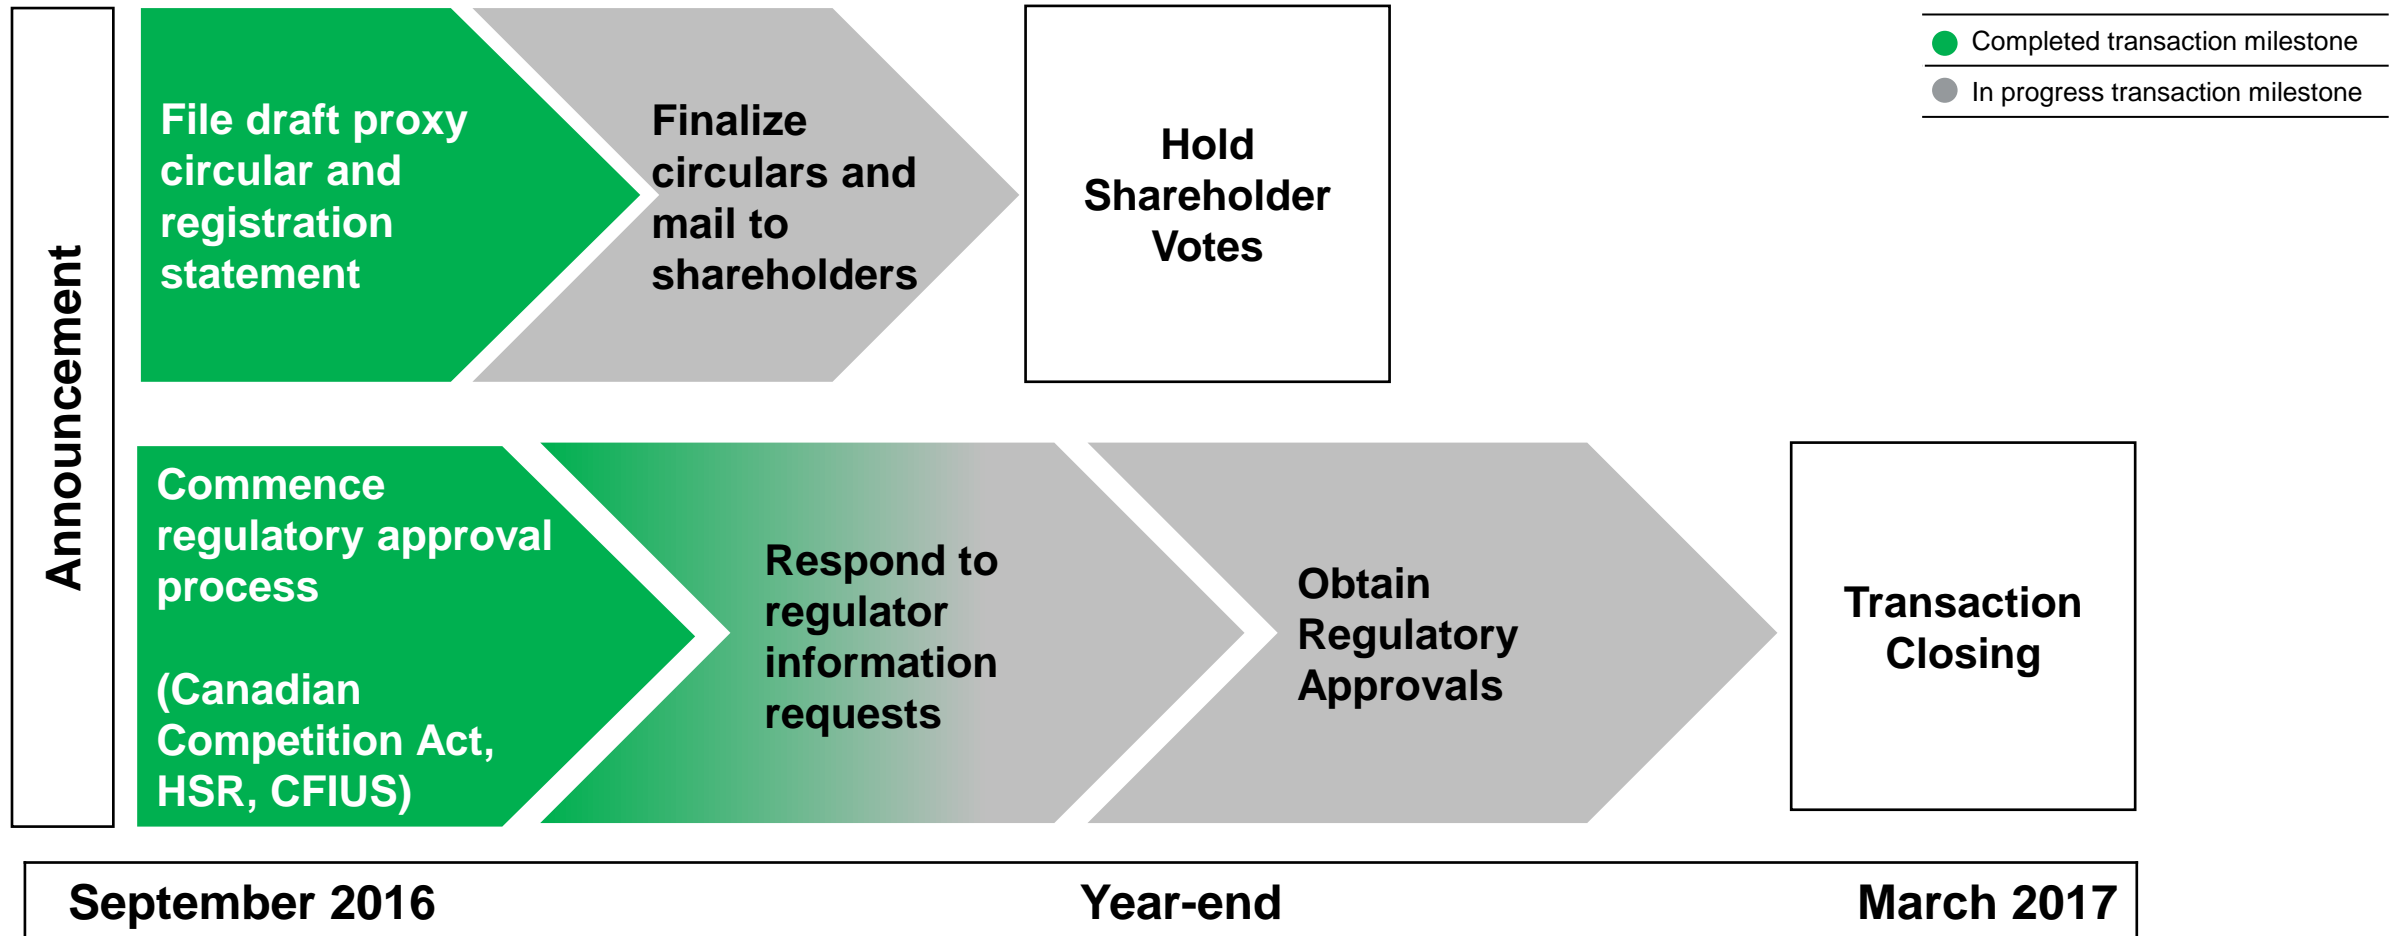 Announcement
File draft proxy
circular and
registration
statement
Finalize
circulars and
mail to
shareholders
Hold
Shareholder
Votes
Completed transaction milestone
In progress transaction milestone
Commence
regulatory approval
process
(Canadian
Competition Act,
HSR, CFIUS)
Respond to
regulator
information
requests
Obtain
Regulatory
Approvals
Transaction
Closing
September 2016
Year-end
March 2017